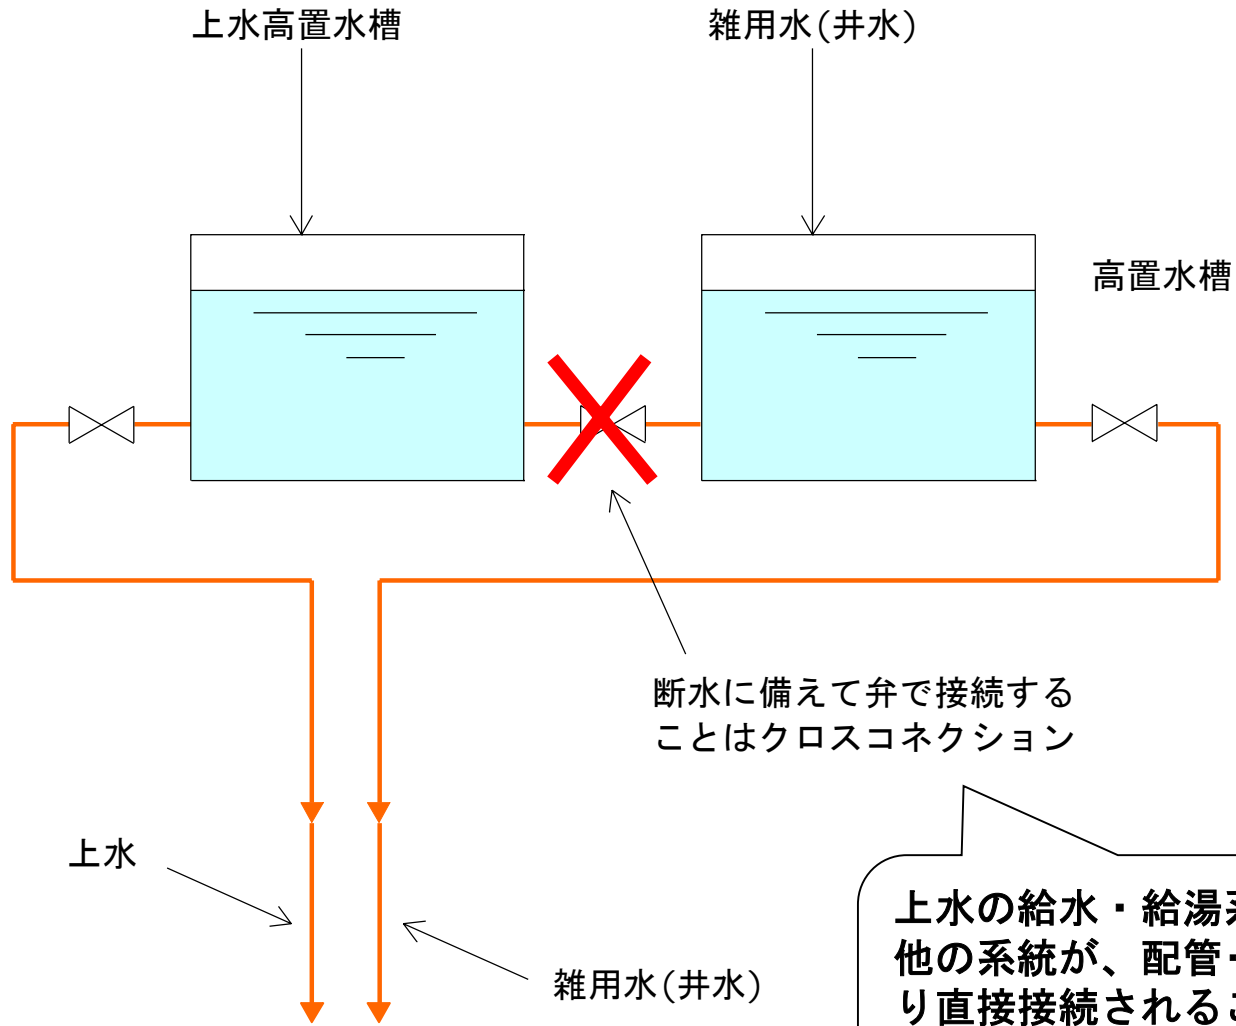 上水高置水槽
雑用水(井水)
高置水槽
断水に備えて弁で接続する
ことはクロスコネクション
上水
雑用水(井水)
上水の給水・給湯
他の系統が、配管・
り直接接続されるこ